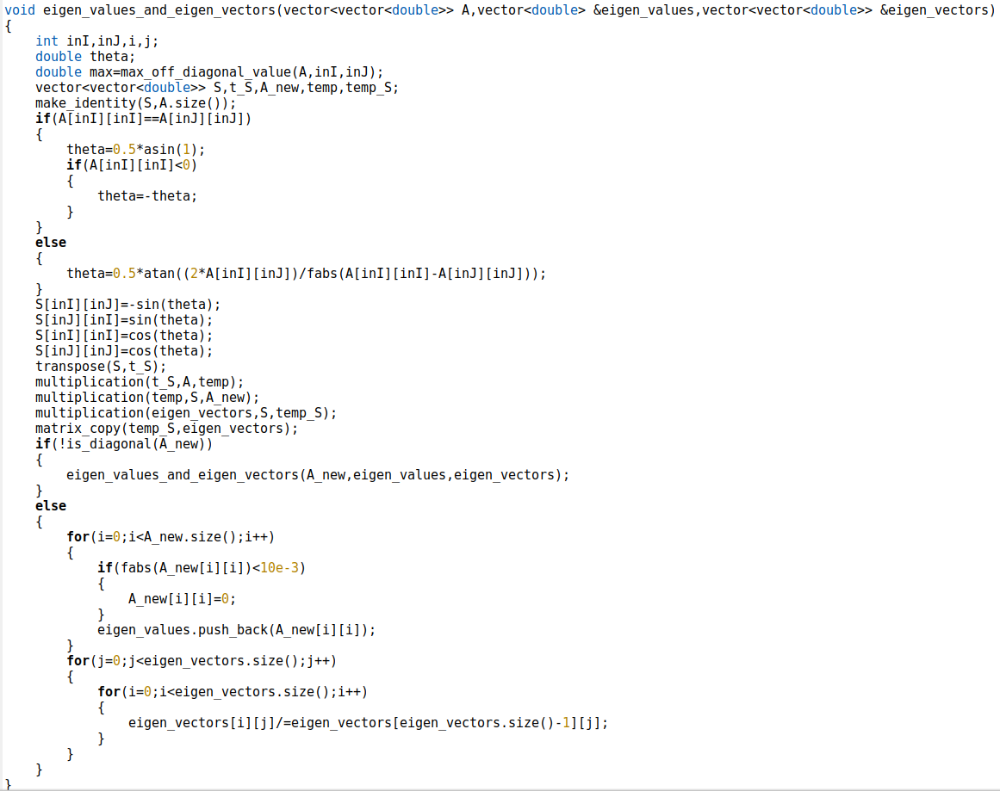 void eigen_values_and_eigen_vectors(vector<vector<double>> A,vector<double> &eigen_values,vector<vector<double>> &eigen_vectors)
{
    int inI,inJ,i,j;
    double theta;
    double max=max_off_diagonal_value(A,inI,inJ);
    vector<vector<double>> S,t_S,A_new,temp,temp_S;
    make_identity(S,A.size());
    if(A[inI][inI]==A[inJ][inJ])
    {
        theta=0.5*asin(1);
        if(A[inI][inI]<0)
        {
            theta=-theta;
        }
    }
    else
    {
        theta=0.5*atan((2*A[inI][inJ])/fabs(A[inI][inI]-A[inJ][inJ]));
    }
    S[inI][inJ]=-sin(theta);
    S[inJ][inI]=sin(theta);
    S[inI][inI]=cos(theta);
    S[inJ][inJ]=cos(theta);
    transpose(S,t_S);
    multiplication(t_S,A,temp);
    multiplication(temp,S,A_new);
    multiplication(eigen_vectors,S,temp_S);
    matrix_copy(temp_S,eigen_vectors);
    if(!is_diagonal(A_new))
    {
        eigen_values_and_eigen_vectors(A_new,eigen_values,eigen_vectors);
    }
    else
    {
        for(i=0;i<A_new.size();i++)
        {
            if(fabs(A_new[i][i])<10e-3)
            {
                A_new[i][i]=0;
            }
            eigen_values.push_back(A_new[i][i]);
        }
        for(j=0;j<eigen_vectors.size();j++)
        {
            for(i=0;i<eigen_vectors.size();i++)
            {
                eigen_vectors[i][j]/=eigen_vectors[eigen_vectors.size()-1][j];
            }
        }
    }
}